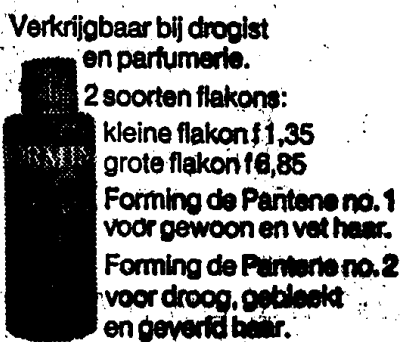 Verkrijgbaar bij drogist
en parfumerie.
2 soorten flakons:
kleine flakon f 1,35
grote flakon f 6,85
Forming de Pantene no. 1
voor gewoon en vet haar.
Forming de Pantene no. 2
voor droog, gebleekt
en geverfd haar.